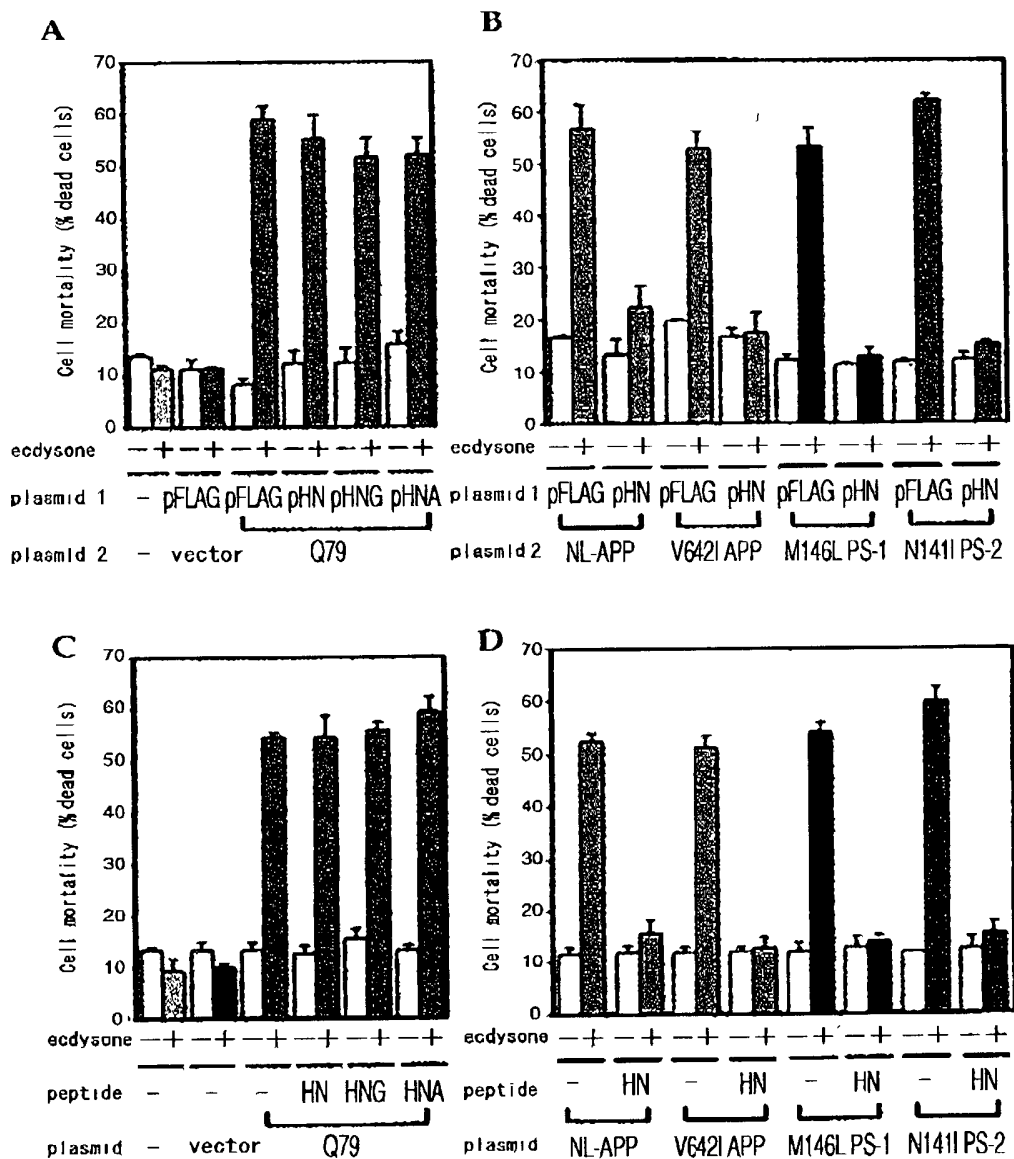 A
Cell mortality (% dead cells)
70
60
50
40
30
20
10
0
ecdysone - + - + - + - + - + - +
plasmid 1 - pFLAG pFLAG pHN pHNG pHNA
plasmid 2 - vector Q79
B
Cell mortality (% dead cells)
70
60
50
40
30
20
10
0
ecdysone - + - + - + - + - + - + - + - +
plasmid 1 pFLAG pHN pFLAG pHN pFLAG pHN pFLAG pHN
plasmid 2 NL-APP V642I APP M146L PS-1 N141I PS-2
C
Cell mortality (% dead cells)
70
60
50
40
30
20
10
0
ecdysone - + - + - + - + - + - +
peptide - - - HN HNG HNA
plasmid - vector Q79
D
Cell mortality (% dead cells)
70
60
50
40
30
20
10
0
ecdysone - + - + - + - + - + - + - + - +
peptide - HN - HN - HN - HN
plasmid NL-APP V642I APP M146L PS-1 N141I PS-2